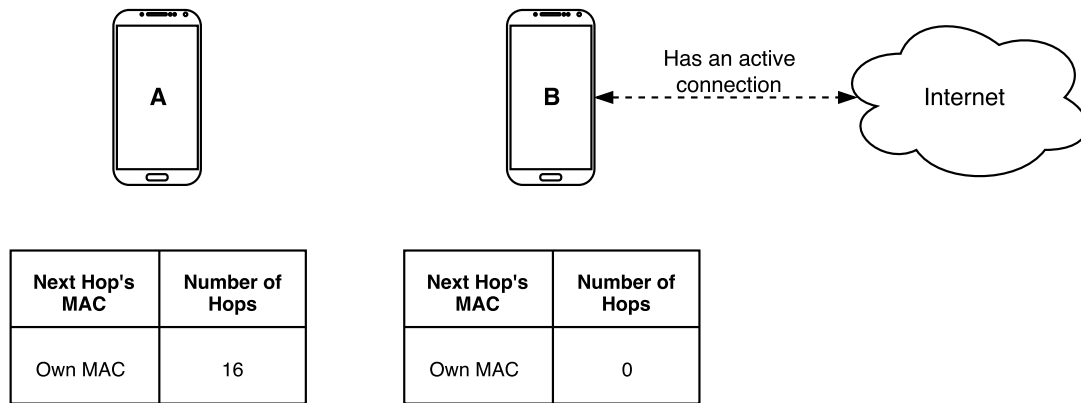 A
B
Has an active
connection
Internet
Next Hop's
MAC
Number of
Hops
Own MAC
16
Next Hop's
MAC
Number of
Hops
Own MAC
0